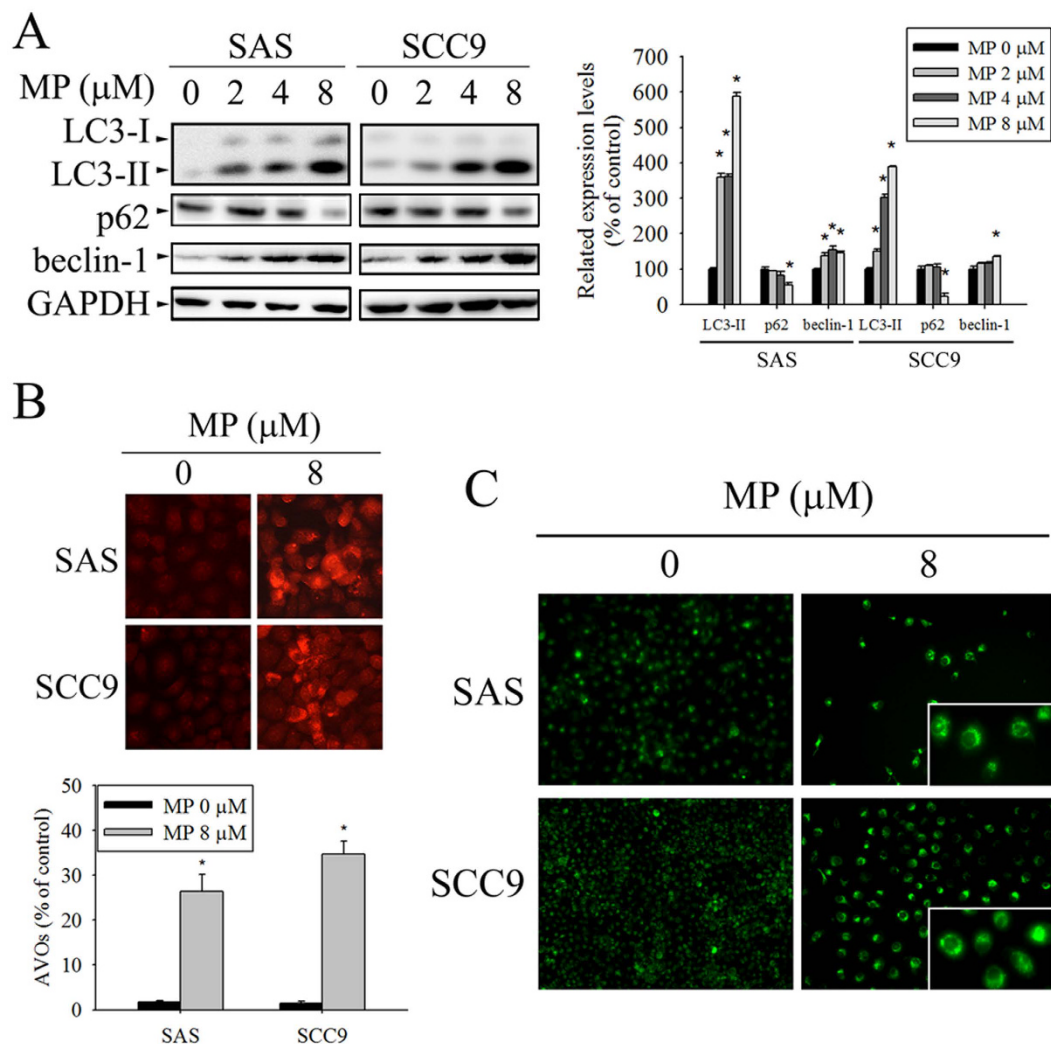 A
SAS SCC9
MP (µM) 0 2 4 8 0 2 4 8
LC3-I
LC3-II
p62
beclin-1
GAPDH
Related expression levels
(% of control)
700
600
500
400
300
200
100
0
MP 0 µM
MP 2 µM
MP 4 µM
MP 8 µM
* * * * * * * * * * * *
LC3-II p62 beclin-1 LC3-II p62 beclin-1
SAS SCC9
B
MP (µM)
0 8
SAS
SCC9
AVOs (% of control)
50
40
30
20
10
0
MP 0 µM
MP 8 µM
* *
SAS SCC9
C
MP (µM)
0 8
SAS
SCC9